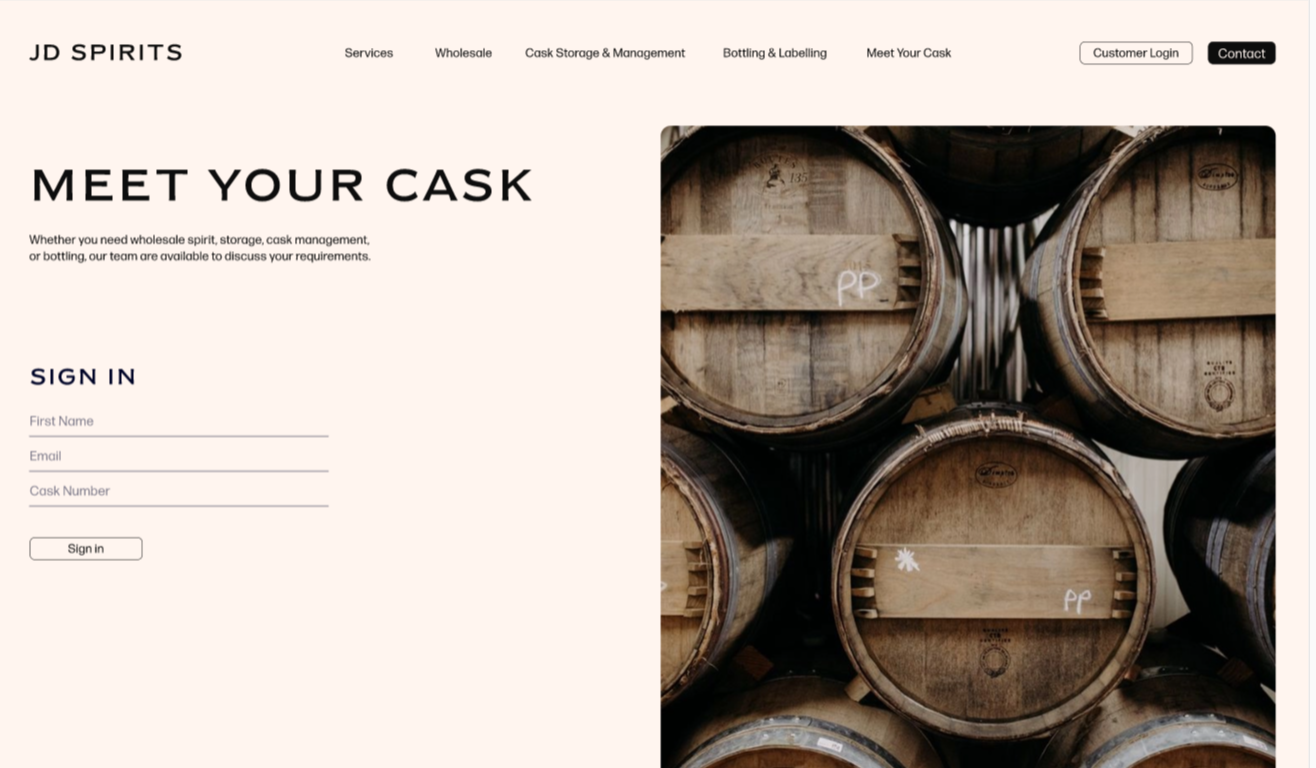 JD SPIRITS
Services
Wholesale
Cask Storage & Management
Bottling & Labelling
Meet Your Cask
Customer Login
Contact
MEET YOUR CASK
Whether you need wholesale spirit, storage, cask management,
or bottling, our team are available to discuss your requirements.
SIGN IN
First Name
Email
Cask Number
Sign in
135
PP
PP